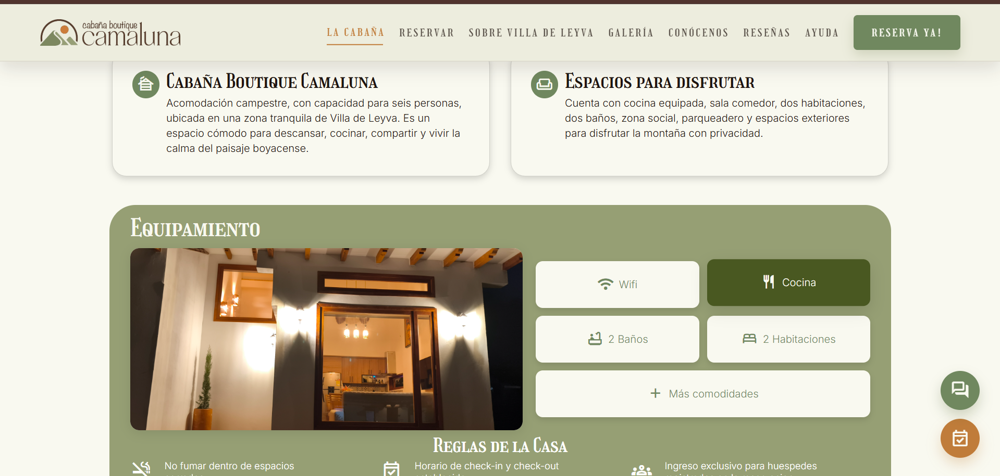 cabaña boutique
camaluna
LA CABAÑA RESERVAR SOBRE VILLA DE LEYVA GALERÍA CONÓCENOS RESEÑAS AYUDA RESERVA YA!
Cabaña Boutique Camaluna
Acomodación campestre, con capacidad para seis personas,
ubicada en una zona tranquila de Villa de Leyva. Es un
espacio cómodo para descansar, cocinar, compartir y vivir la
calma del paisaje boyacense.
Espacios para disfrutar
Cuenta con cocina equipada, sala comedor, dos habitaciones,
dos baños, zona social, parqueadero y espacios exteriores
para disfrutar la montaña con privacidad.
Equipamiento
Wifi
Cocina
2 Baños
2 Habitaciones
Más comodidades
Reglas de la Casa
No fumar dentro de espacios
Horario de check-in y check-out
Ingreso exclusivo para huespedes